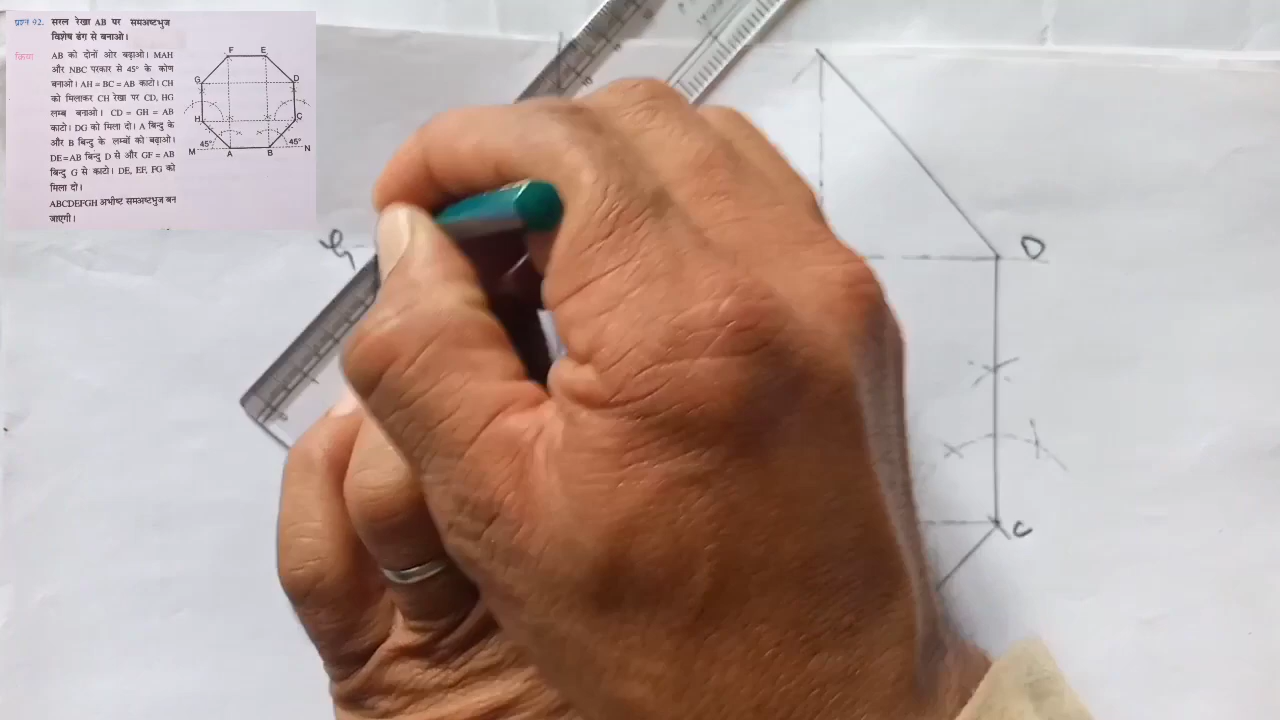 प्रश्न 92. सरल रेखा AB पर समअष्टभुज
विशेष ढंग से बनाओ।
क्रिया
AB को दोनों ओर बढ़ाओ। MAH
और NBC परकार से 45° के कोण
बनाओ। AH = BC = AB काटो। CH
को मिलाकर CH रेखा पर CD, HG
लम्ब बनाओ। CD = GH = AB
काटो। DG को मिला दो। A बिन्दु के
और B बिन्दु के लम्बों को बढ़ाओ।
DE=AB बिन्दु D से और GF = AB
बिन्दु G से काटो। DE, EF, FG को
मिला दो।
ABCDEFGH अभीष्ट समअष्टभुज बन
जाएगी।
F E
G D
H C
45° 45°
M A B N
G
D
C